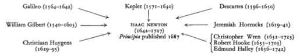 Galileo (1564-1642)
Kepler (1571-1640)
Descartes (1596-1650)
William Gilbert (1540-1603)
ISAAC NEWTON
(1642-1727)
Principia published 1687
Jeremiah Horrocks (1619-41)
Christian Huygens
(1629-95)
Christopher Wren (1632-1723)
Robert Hooke (1635-1703)
Edmund Halley (1656-1742)